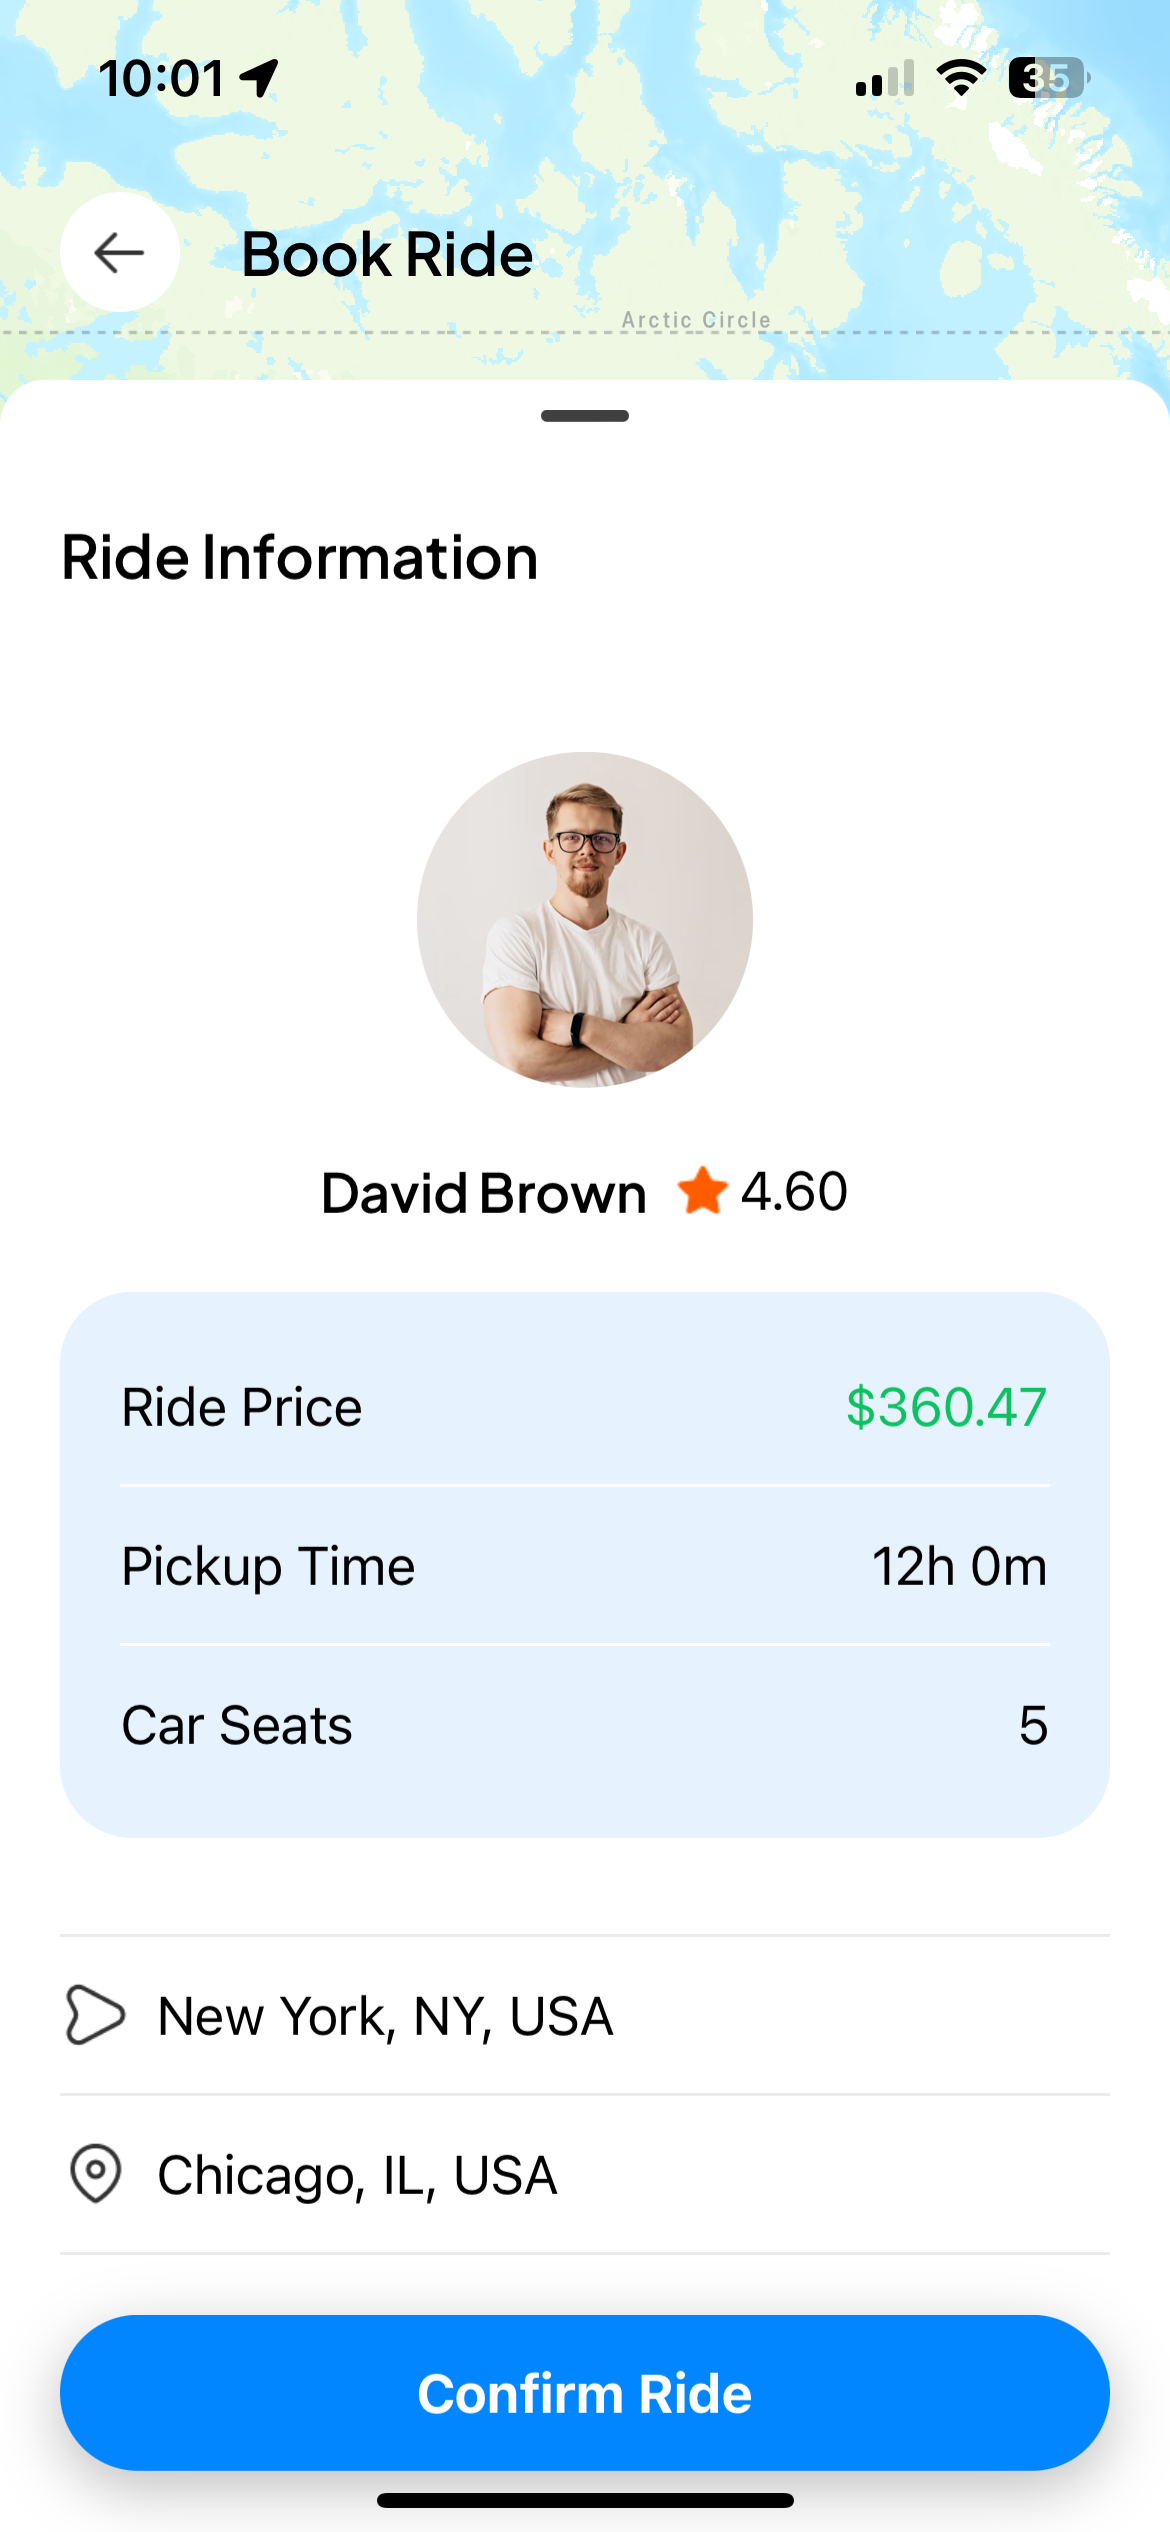 10:01
35
Book Ride
Arctic Circle
Ride Information
David Brown 4.60
Ride Price $360.47
Pickup Time 12h 0m
Car Seats 5
New York, NY, USA
Chicago, IL, USA
Confirm Ride